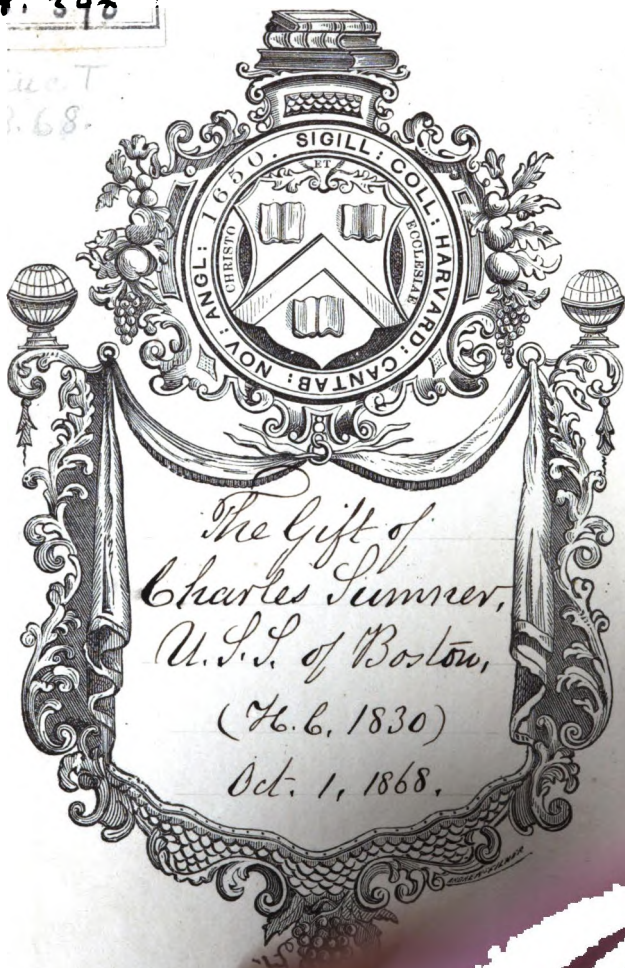 SIGILL: COLL: HARVARD: CANTAB: NOV: ANGL: 1650.
CHRISTO
ET
ECCLESIAE
The Gift of
Charles Sumner,
U.S.S. of Boston,
(H.C. 1830)
Oct. 1, 1868.